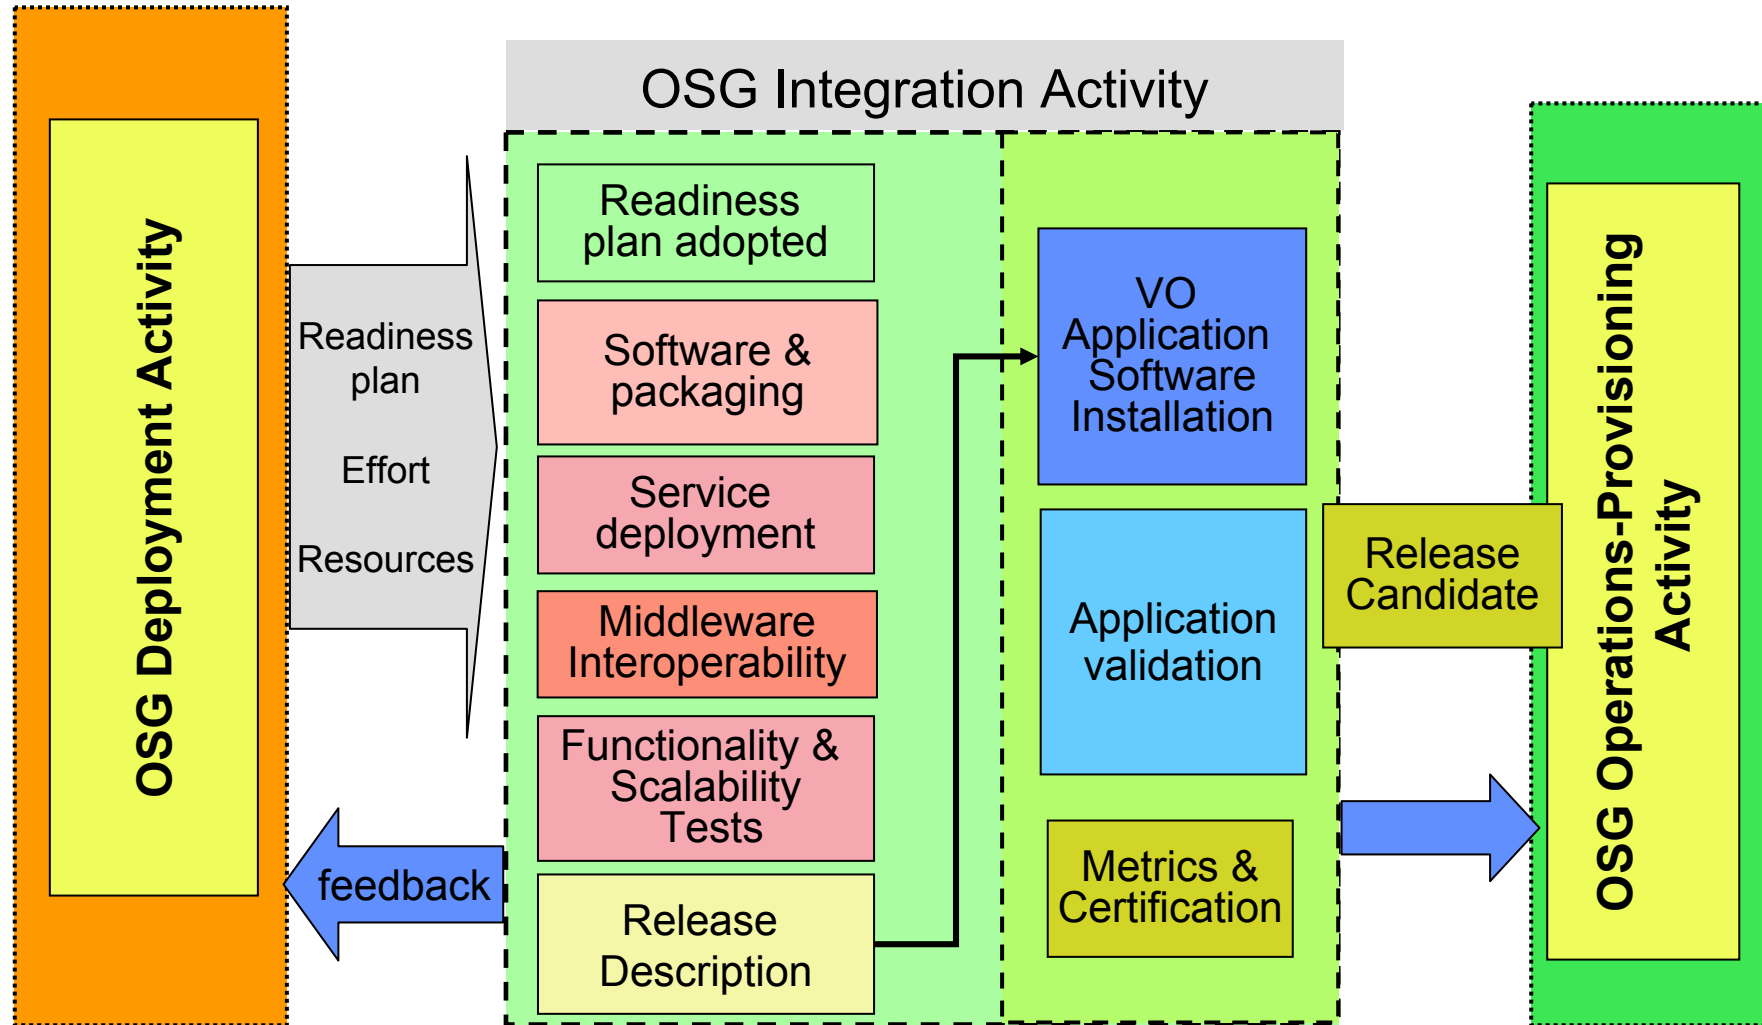 OSG Deployment Activity
Readiness
plan
Effort
Resources
feedback
OSG Integration Activity
Readiness
plan adopted
Software &
packaging
Service
deployment
Middleware
Interoperability
Functionality &
Scalability
Tests
Release
Description
VO
Application
Software
Installation
Application
validation
Metrics &
Certification
Release
Candidate
OSG Operations-Provisioning
Activity